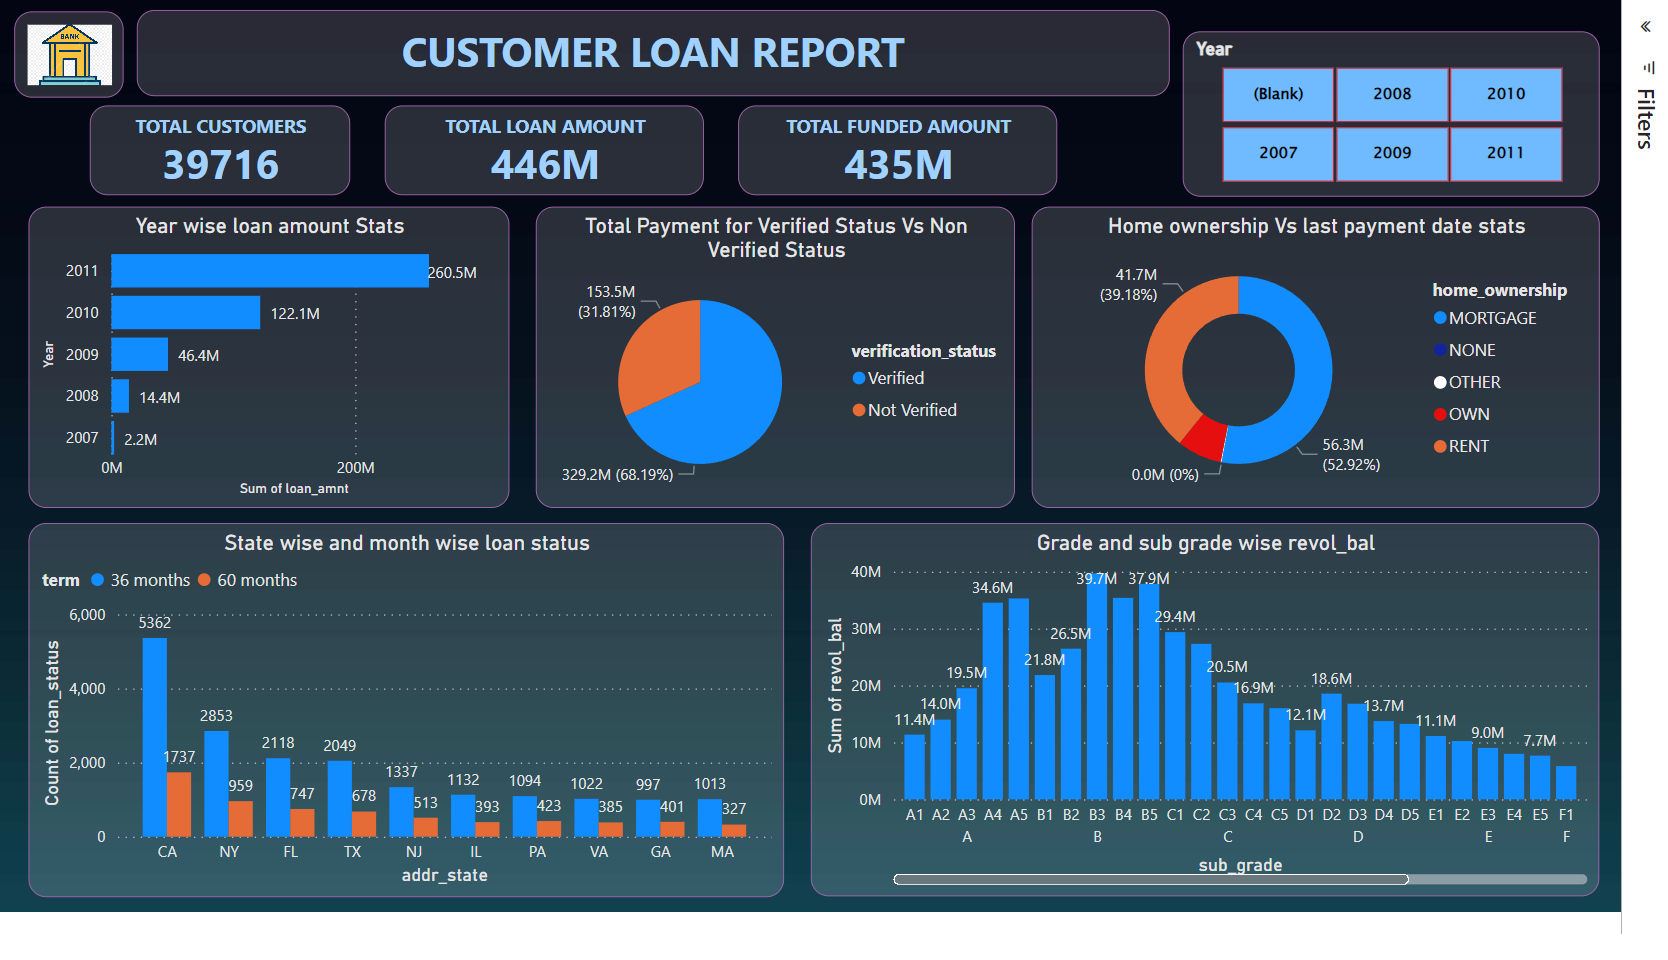 BANK
CUSTOMER LOAN REPORT
Year
(Blank) 2008 2010
2007 2009 2011
Filters
TOTAL CUSTOMERS
39716
TOTAL LOAN AMOUNT
446M
TOTAL FUNDED AMOUNT
435M
Year wise loan amount Stats
Year
2011 260.5M
2010 122.1M
2009 46.4M
2008 14.4M
2007 2.2M
0M 200M
Sum of loan_amnt
Total Payment for Verified Status Vs Non
Verified Status
153.5M
(31.81%)
329.2M (68.19%)
verification_status
Verified
Not Verified
Home ownership Vs last payment date stats
41.7M
(39.18%)
0.0M (0%)
56.3M
(52.92%)
home_ownership
MORTGAGE
NONE
OTHER
OWN
RENT
State wise and month wise loan status
term 36 months 60 months
Count of loan_status
6,000
4,000
2,000
0
5362 1737
2853 959
2118 747
2049 678
1337 513
1132 393
1094 423
1022 385
997 401
1013 327
CA NY FL TX NJ IL PA VA GA MA
addr_state
Grade and sub grade wise revol_bal
Sum of revol_bal
40M
30M
20M
10M
0M
11.4M 14.0M 19.5M 34.6M 21.8M 26.5M 39.7M 37.9M 29.4M 20.5M 16.9M 12.1M 18.6M 13.7M 11.1M 9.0M 7.7M
A1 A2 A3 A4 A5 B1 B2 B3 B4 B5 C1 C2 C3 C4 C5 D1 D2 D3 D4 D5 E1 E2 E3 E4 E5 F1
A B C D E F
sub_grade